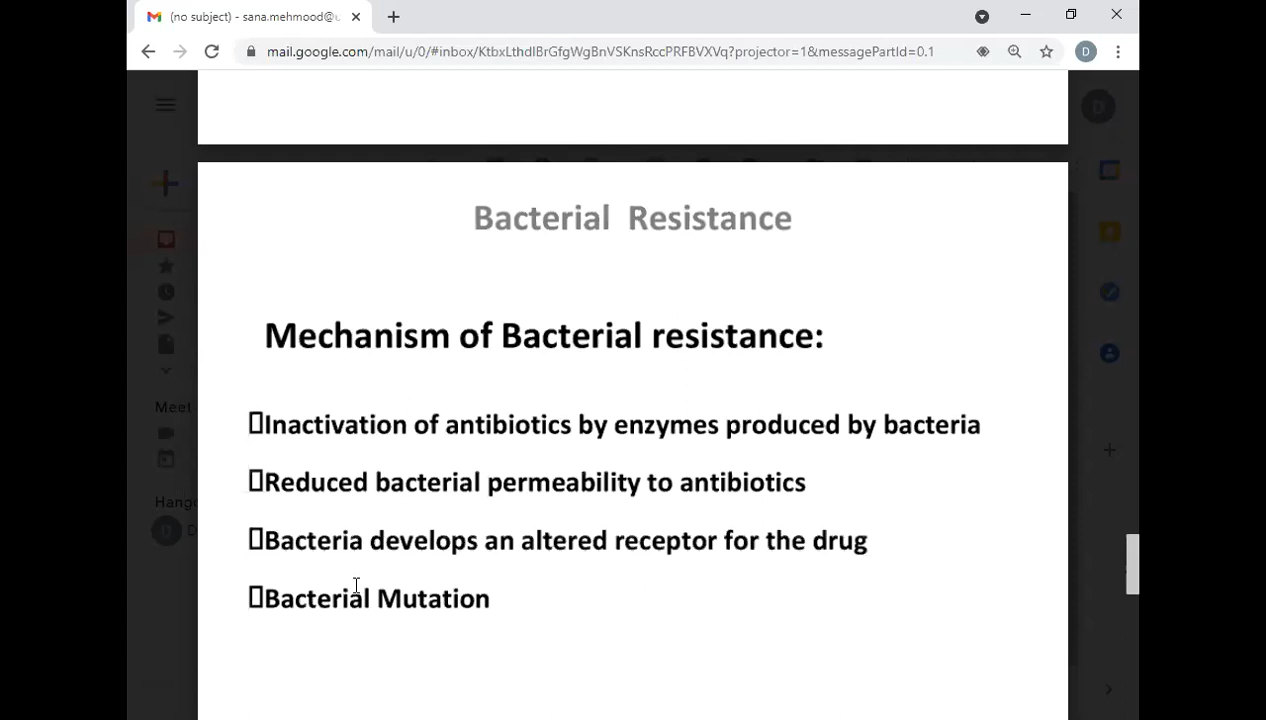 (no subject) - sana.mehmood@u
mail.google.com/mail/u/0/#inbox/KtbxLthdlBrGfgWgBnVSKnsRccPRFBVXVq?projector=1&messagePartId=0.1
D
Bacterial Resistance
Mechanism of Bacterial resistance:
Inactivation of antibiotics by enzymes produced by bacteria
Reduced bacterial permeability to antibiotics
Bacteria develops an altered receptor for the drug
Bacterial Mutation
Meet
Hango
D